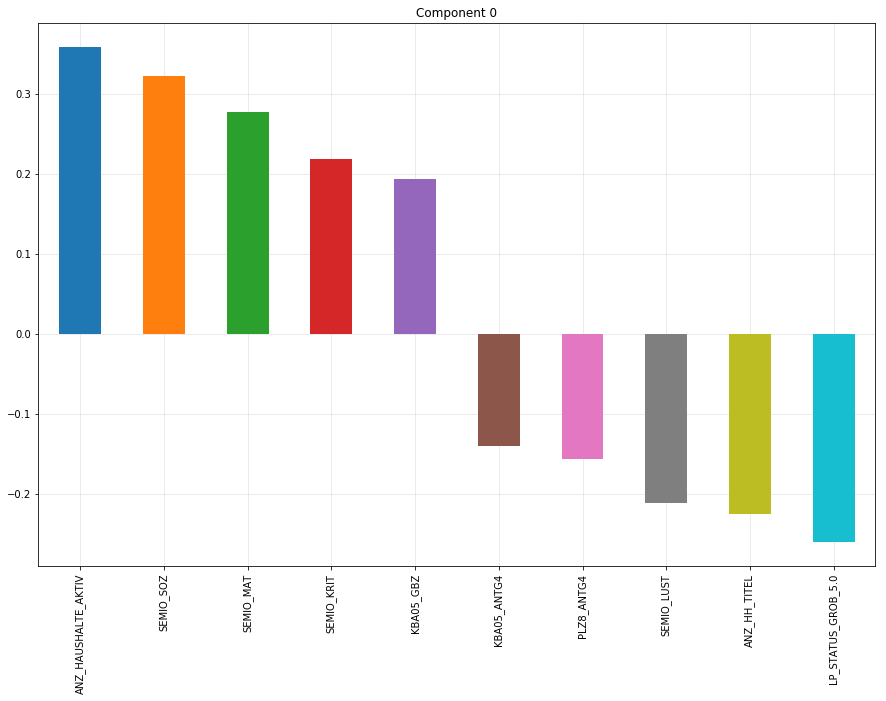 Component 0
0.3
0.2
0.1
0.0
−0.1
−0.2
ANZ_HAUSHALTE_AKTIV
SEMIO_SOZ
SEMIO_MAT
SEMIO_KRIT
KBA05_GBZ
KBA05_ANTG4
PLZ8_ANTG4
SEMIO_LUST
ANZ_HH_TITEL
LP_STATUS_GROB_5.0